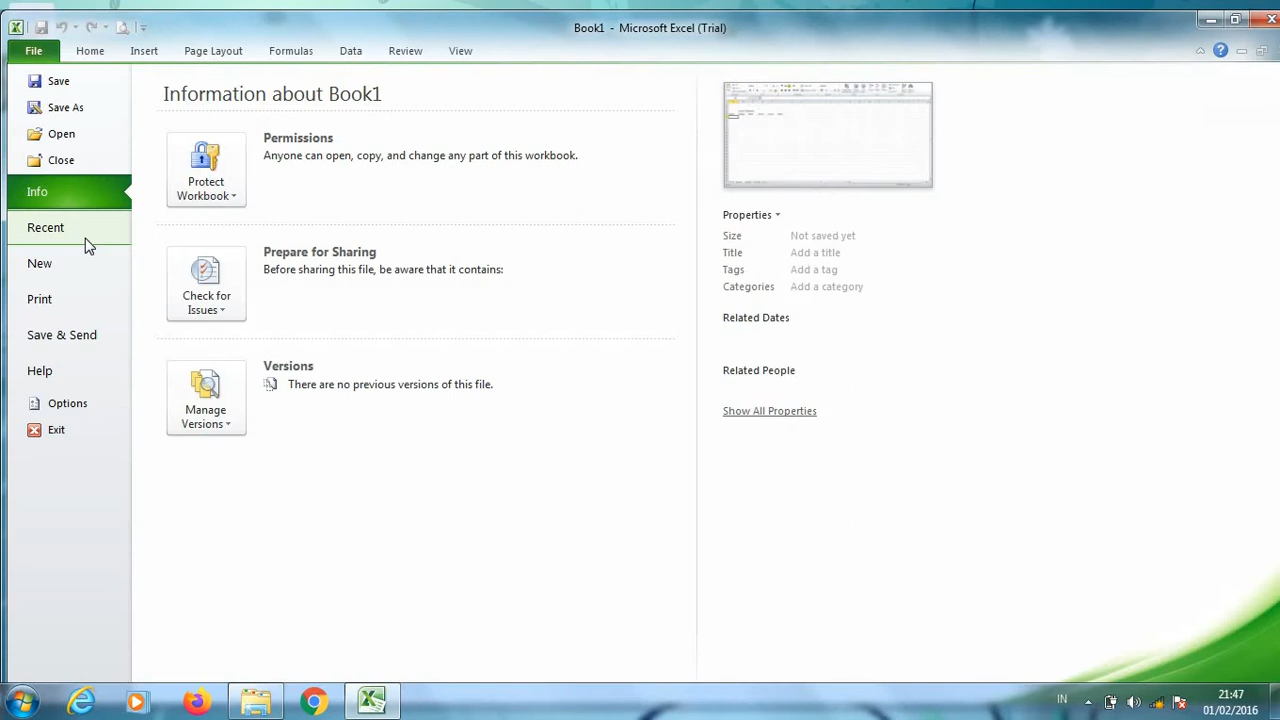 Book1 - Microsoft Excel (Trial)
File Home Insert Page Layout Formulas Data Review View
Save
Save As
Open
Close
Info
Recent
New
Print
Save & Send
Help
Options
Exit
Information about Book1
Protect
Workbook
Permissions
Anyone can open, copy, and change any part of this workbook.
Check for
Issues
Prepare for Sharing
Before sharing this file, be aware that it contains:
Manage
Versions
Versions
There are no previous versions of this file.
Properties
Size Not saved yet
Title Add a title
Tags Add a tag
Categories Add a category
Related Dates
Related People
Show All Properties
IN
21:47
01/02/2016